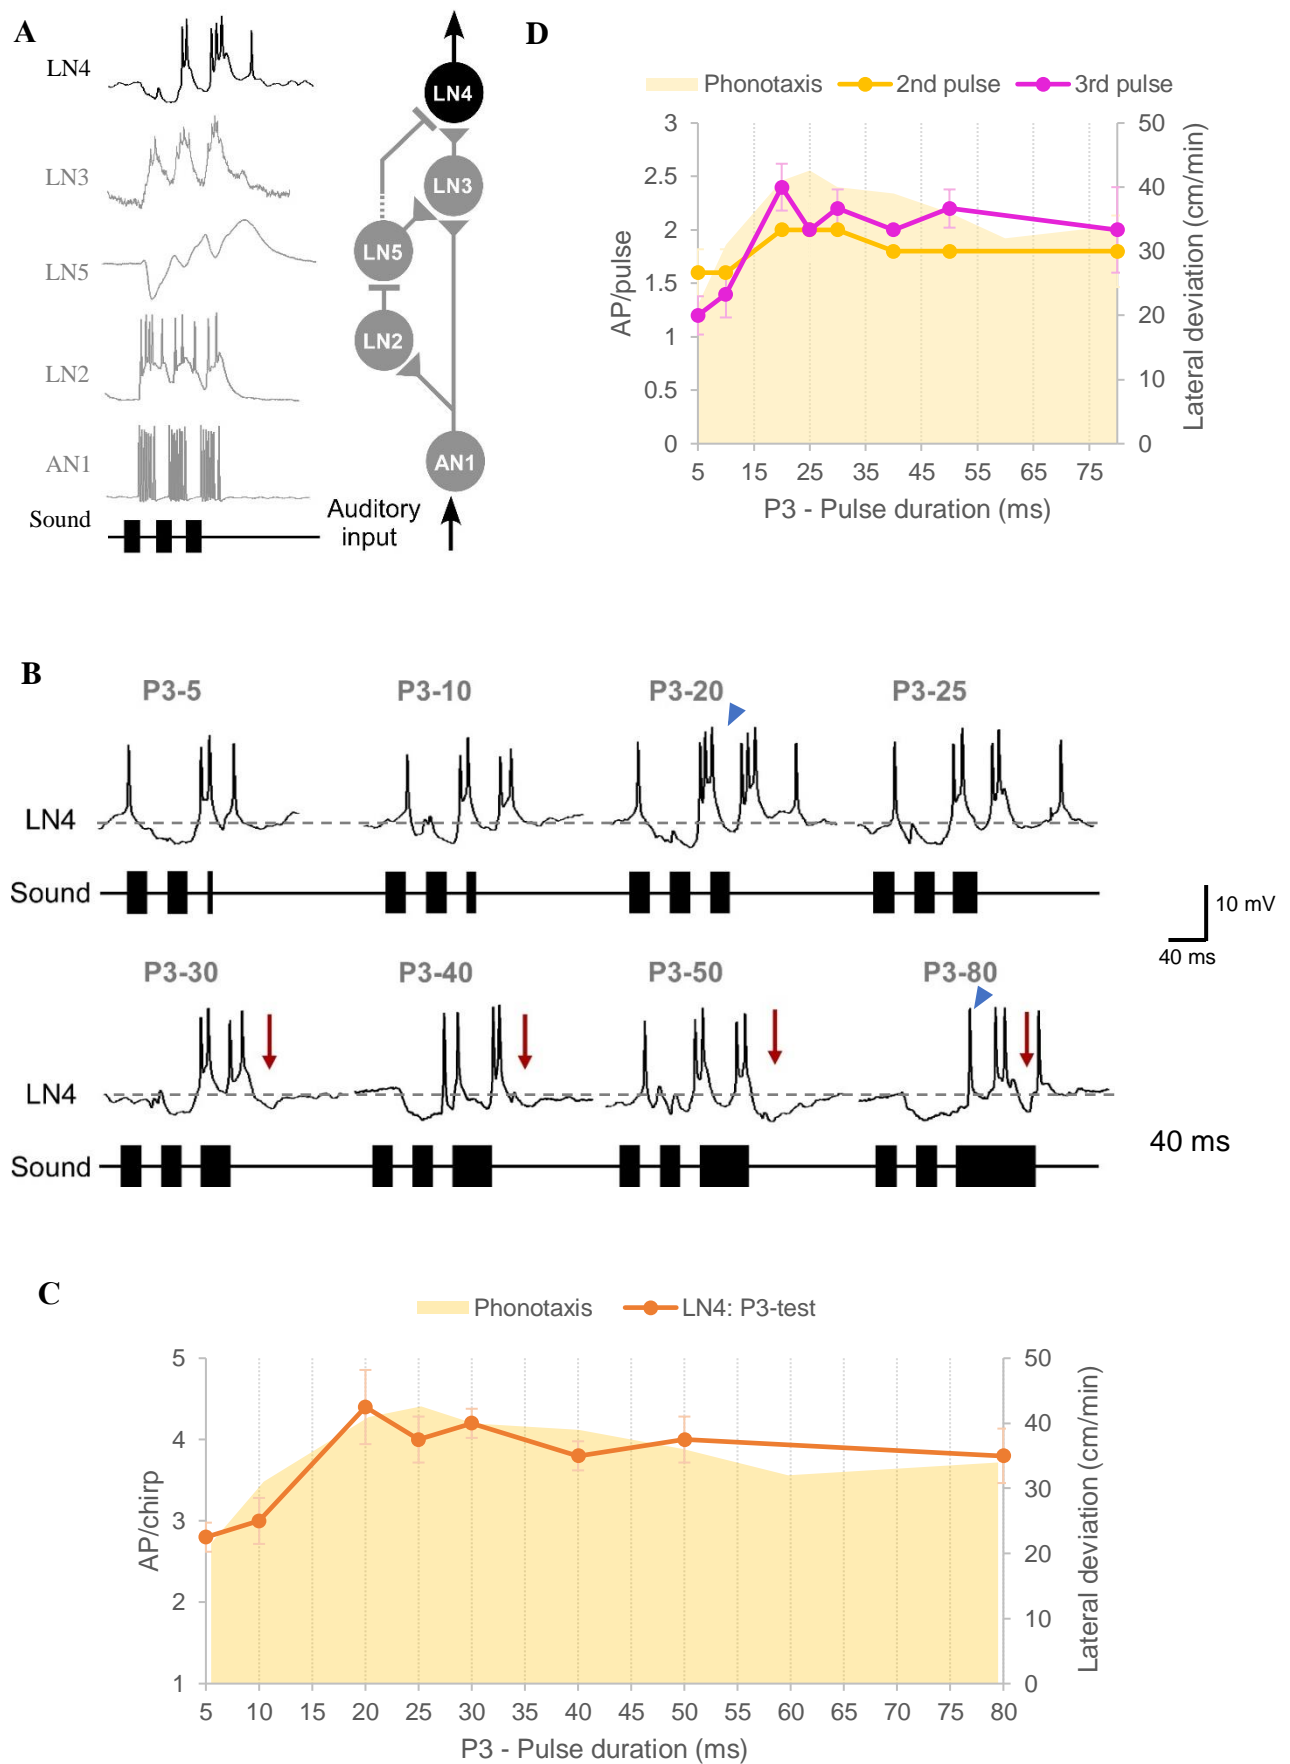 A
LN4
LN3
LN5
LN2
AN1
Sound
LN4
LN3
LN5
LN2
AN1
Auditory
input
D
Phonotaxis 2nd pulse 3rd pulse
3
2.5
2
1.5
1
0.5
0
AP/pulse
50
40
30
20
10
0
Lateral deviation (cm/min)
5 15 25 35 45 55 65 75
P3 - Pulse duration (ms)
B
P3-5 P3-10 P3-20 P3-25
LN4
Sound
10 mV
40 ms
P3-30 P3-40 P3-50 P3-80
LN4
Sound
40 ms
C
Phonotaxis LN4: P3-test
5
4
3
2
1
AP/chirp
50
40
30
20
10
0
Lateral deviation (cm/min)
5 10 15 20 25 30 35 40 45 50 55 60 65 70 75 80
P3 - Pulse duration (ms)